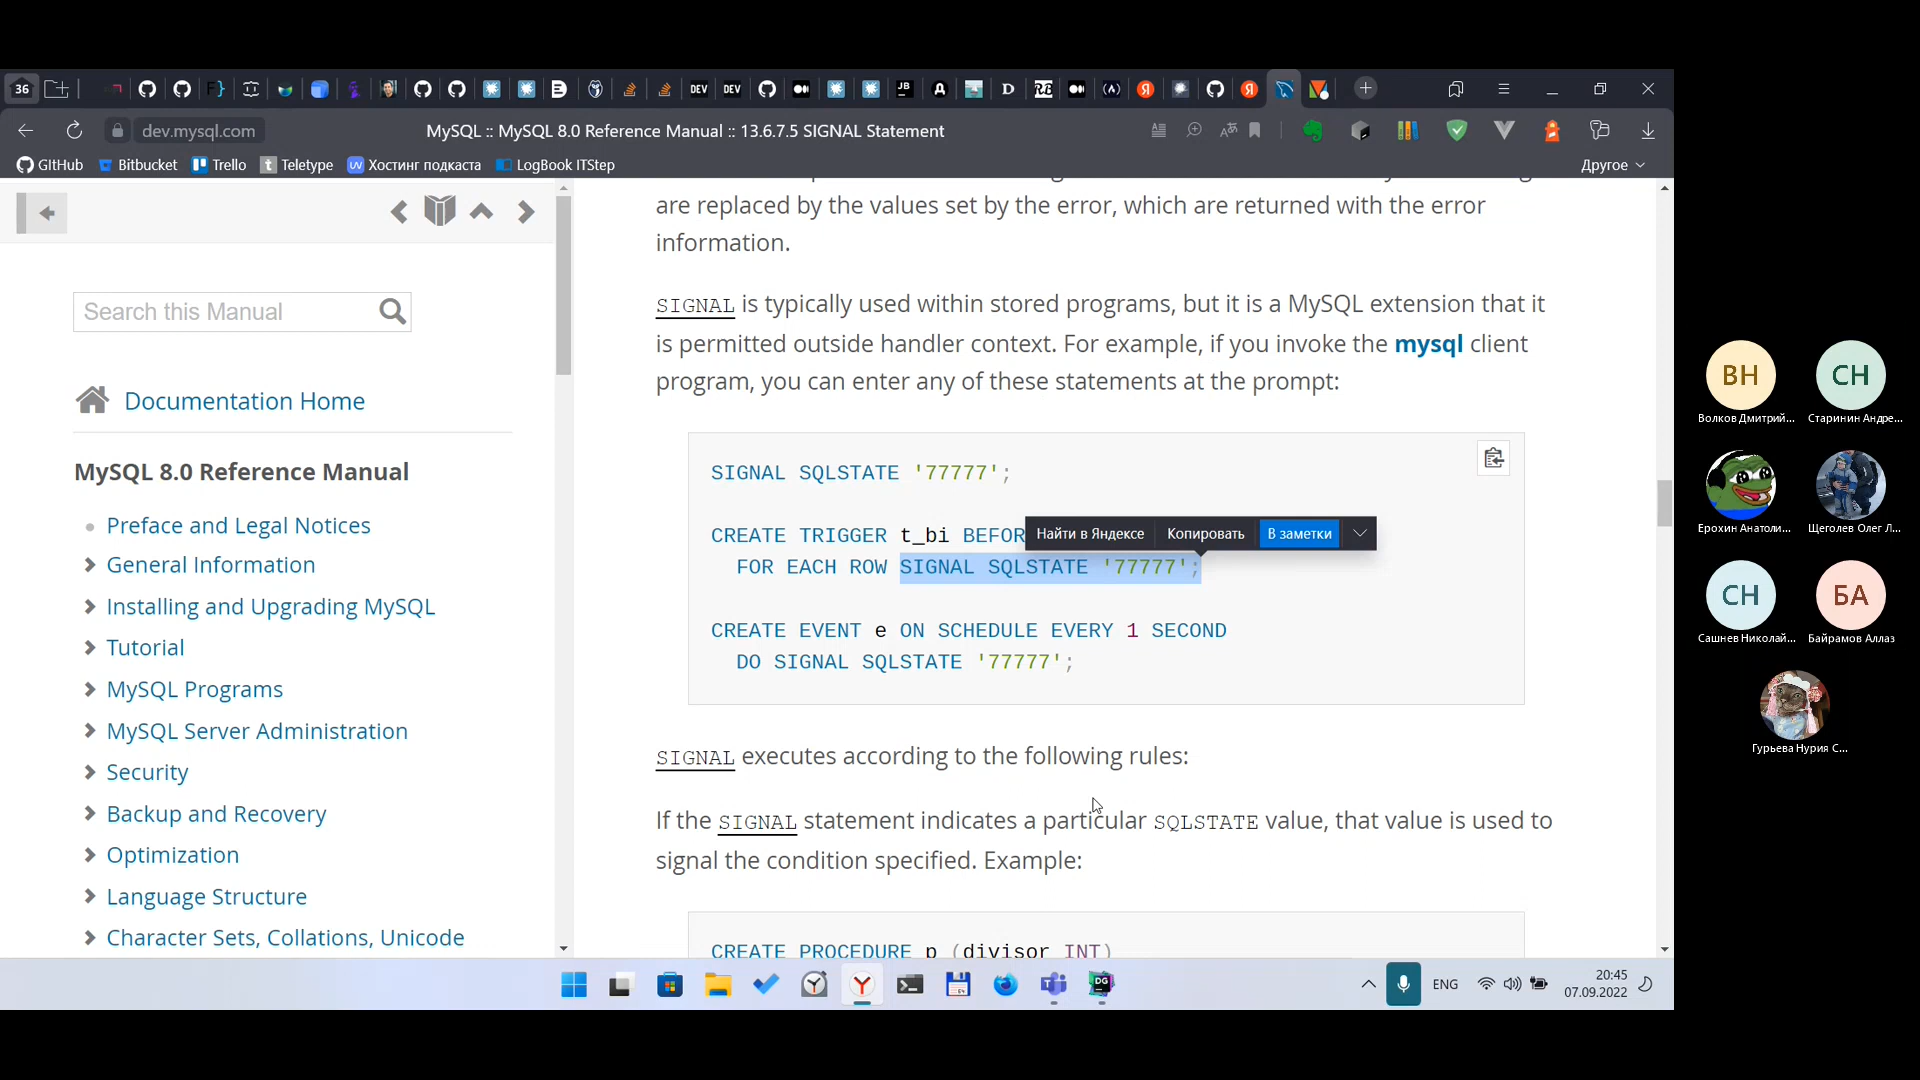 36
F}
DEV
DEV
JB
D
Я
Я
dev.mysql.com
MySQL :: MySQL 8.0 Reference Manual :: 13.6.7.5 SIGNAL Statement
GItHub
Bitbucket
Trello
Teletype
Хостинг подкаста
LogBook ITStep
Другое
Search this Manual
Documentation Home
MySQL 8.0 Reference Manual
Preface and Legal Notices
General Information
Installing and Upgrading MySQL
Tutorial
MySQL Programs
MySQL Server Administration
Security
Backup and Recovery
Optimization
Language Structure
Character Sets, Collations, Unicode
are replaced by the values set by the error, which are returned with the error
information.
SIGNAL is typically used within stored programs, but it is a MySQL extension that it
is permitted outside handler context. For example, if you invoke the mysql client
program, you can enter any of these statements at the prompt:
SIGNAL SQLSTATE '77777';
CREATE TRIGGER t_bi BEFOR
Найти в Яндексе Копировать В заметки
FOR EACH ROW SIGNAL SQLSTATE '77777';
CREATE EVENT e ON SCHEDULE EVERY 1 SECOND
DO SIGNAL SQLSTATE '77777';
SIGNAL executes according to the following rules:
If the SIGNAL statement indicates a particular SQLSTATE value, that value is used to
signal the condition specified. Example:
CREATE PROCEDURE p (divisor INT)
ВН
Волков Дмитрий...
СН
Старинин Андре...
Ерохин Анатоли...
Щеголев Олег Л...
СН
Сашнев Николай...
БА
Байрамов Аллаз
Гурьева Нурия С...
DG
ENG
20:45
07.09.2022